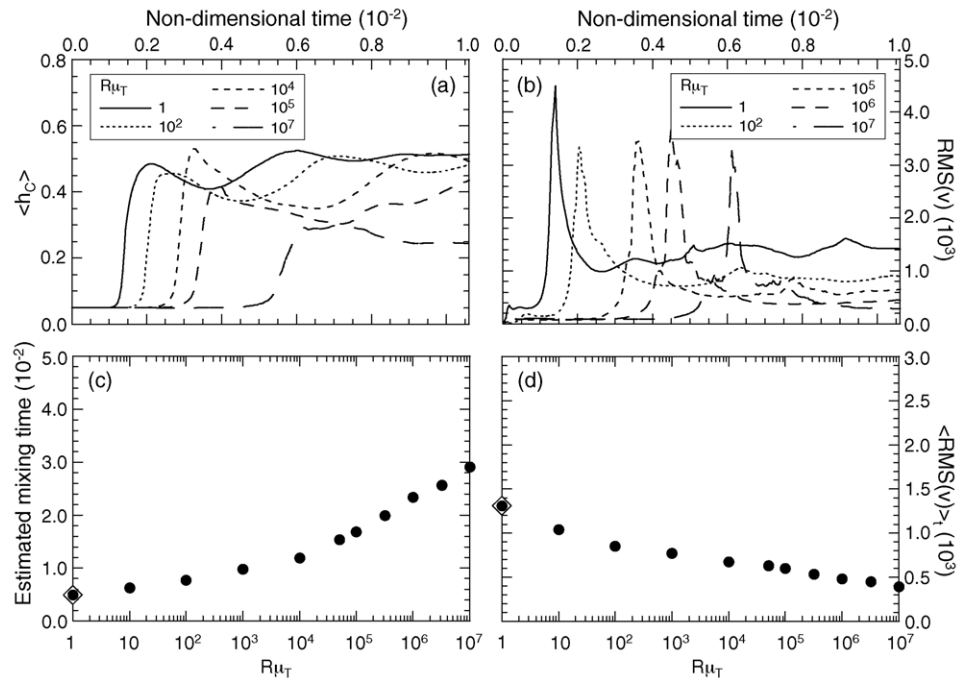 Non-dimensional time (10⁻²)
0.0 0.2 0.4 0.6 0.8 1.0
Non-dimensional time (10⁻²)
0.0 0.2 0.4 0.6 0.8 1.0
0.8
0.6
0.4
0.2
0.0
<h_C>
(a)
Rμ_T
1
10²
10⁴
10⁵
10⁷
(b)
Rμ_T
1
10²
10⁵
10⁶
10⁷
5.0
4.0
3.0
2.0
1.0
0.0
RMS(v) (10³)
(c)
5.0
4.0
3.0
2.0
1.0
0.0
Estimated mixing time (10⁻²)
1 10 10² 10³ 10⁴ 10⁵ 10⁶ 10⁷
Rμ_T
(d)
3.0
2.5
2.0
1.5
1.0
0.5
0.0
<RMS(v)>_t (10³)
1 10 10² 10³ 10⁴ 10⁵ 10⁶ 10⁷
Rμ_T